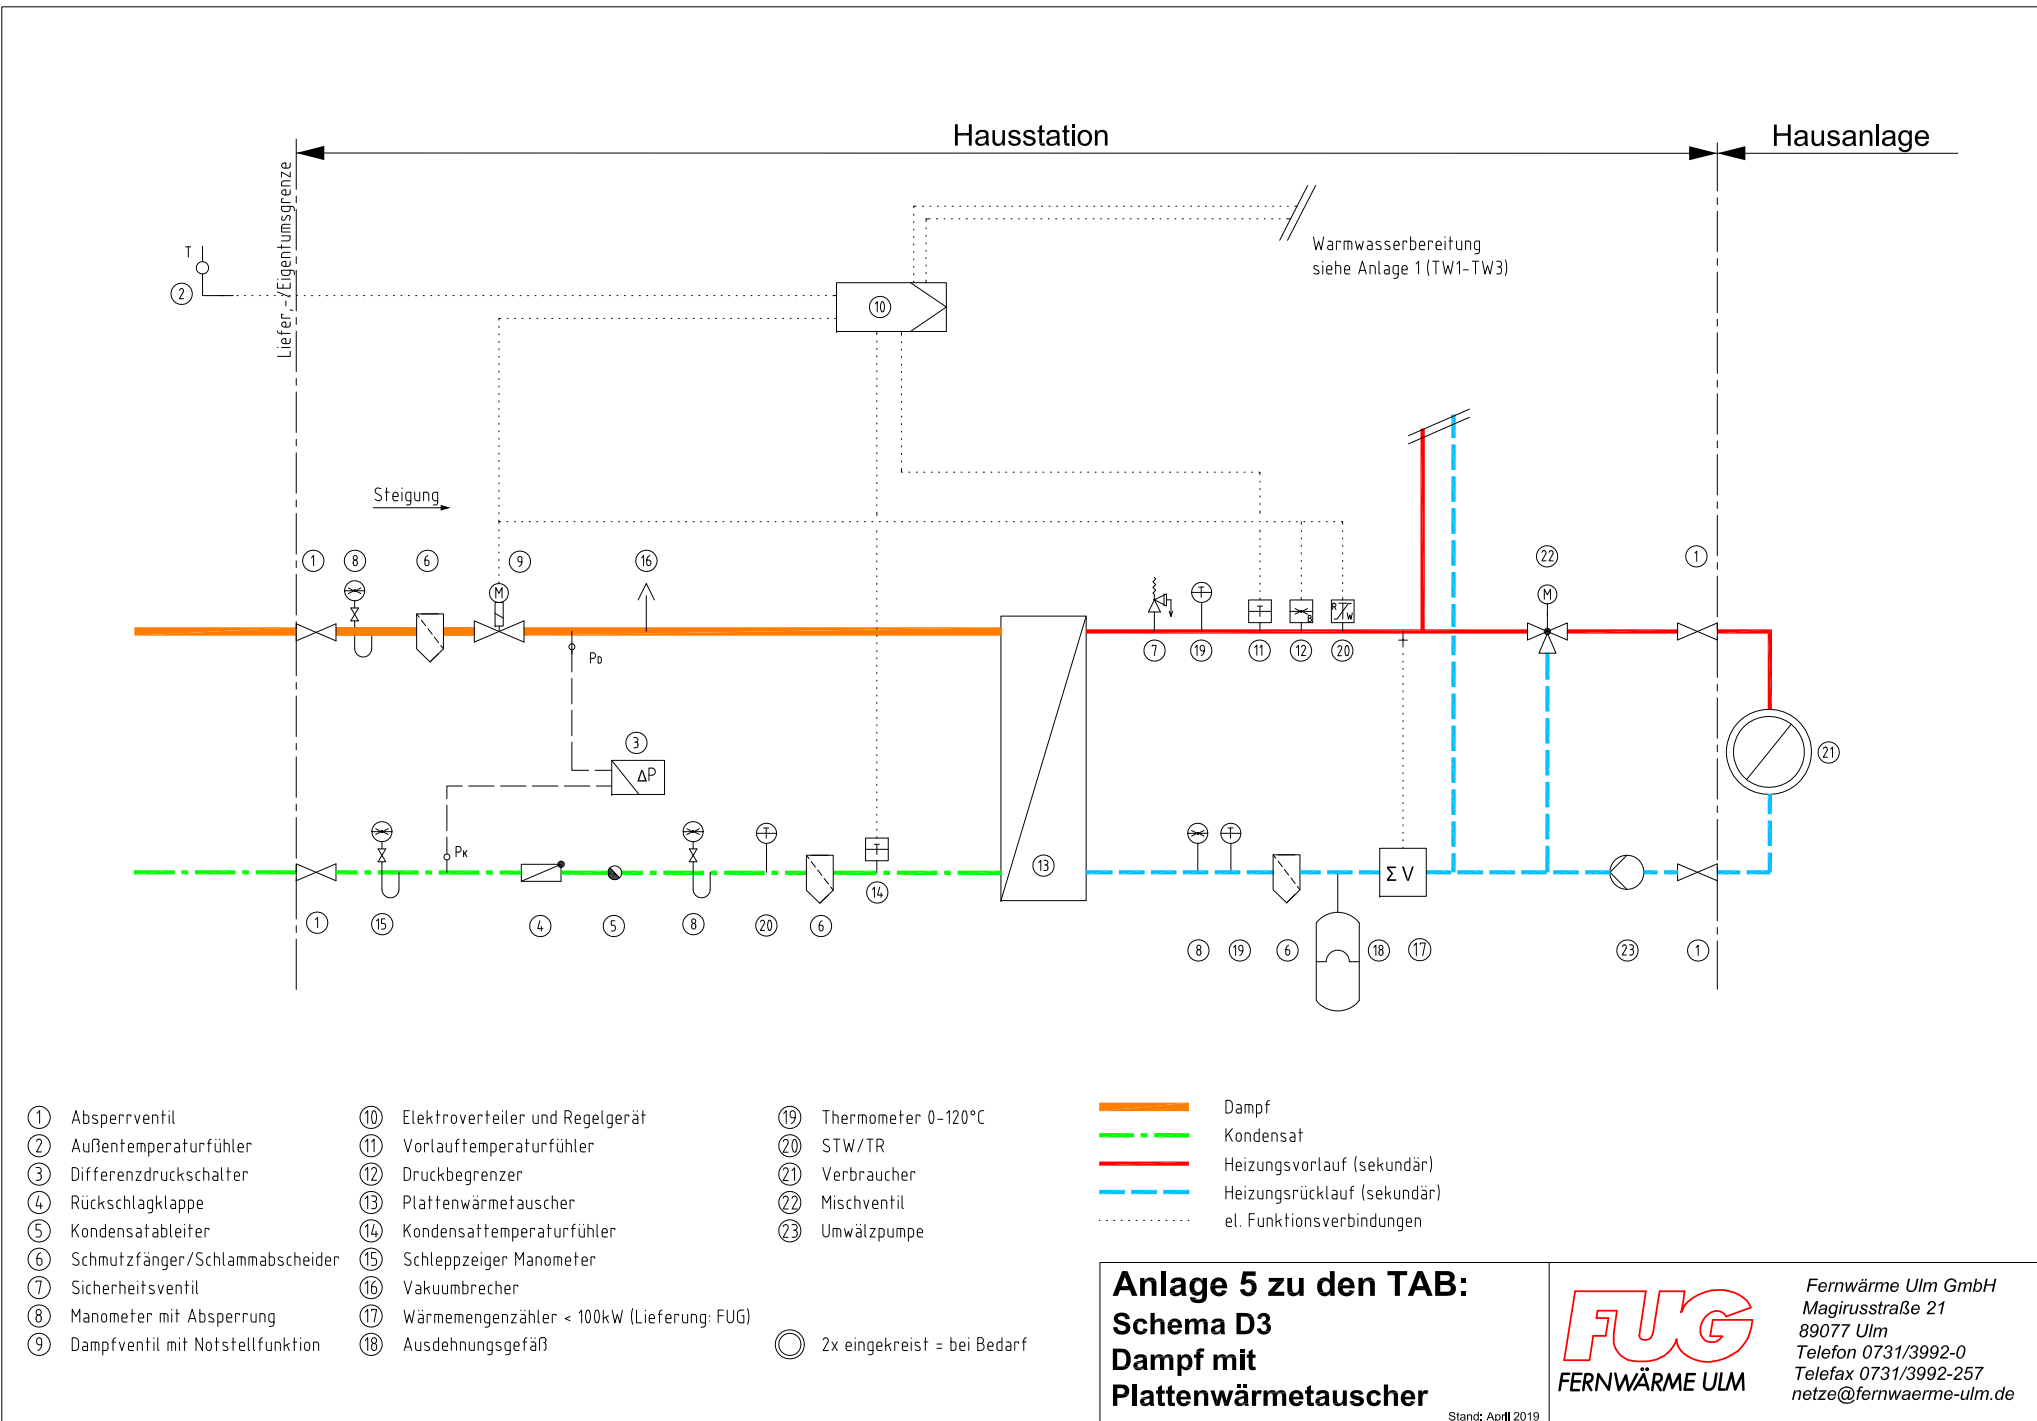 Hausstation
Hausanlage
Liefer,-/Eigentumsgrenze
Warmwasserbereitung
siehe Anlage 1 (TW1-TW3)
T
2
10
Steigung
1
8
6
9
16
22
1
M
M
T
T
B
R
W
PD
7
19
11
12
20
3
ΔP
21
PK
T
T
T
13
14
Σ V
1
15
4
5
8
20
6
8
19
6
18
17
23
1
1 Absperrventil
2 Außentemperaturfühler
3 Differenzdruckschalter
4 Rückschlagklappe
5 Kondensatableiter
6 Schmutzfänger/Schlammabscheider
7 Sicherheitsventil
8 Manometer mit Absperrung
9 Dampfventil mit Notstellfunktion
10 Elektroverteiler und Regelgerät
11 Vorlauftemperaturfühler
12 Druckbegrenzer
13 Plattenwärmetauscher
14 Kondensattemperaturfühler
15 Schleppzeiger Manometer
16 Vakuumbrecher
17 Wärmemengenzähler < 100kW (Lieferung: FUG)
18 Ausdehnungsgefäß
19 Thermometer 0-120°C
20 STW/TR
21 Verbraucher
22 Mischventil
23 Umwälzpumpe
2x eingekreist = bei Bedarf
Dampf
Kondensat
Heizungsvorlauf (sekundär)
Heizungsrücklauf (sekundär)
el. Funktionsverbindungen
Anlage 5 zu den TAB:
Schema D3
Dampf mit
Plattenwärmetauscher
Stand: April 2019
FUG
FERNWÄRME ULM
Fernwärme Ulm GmbH
Magirusstraße 21
89077 Ulm
Telefon 0731/3992-0
Telefax 0731/3992-257
netze@fernwaerme-ulm.de